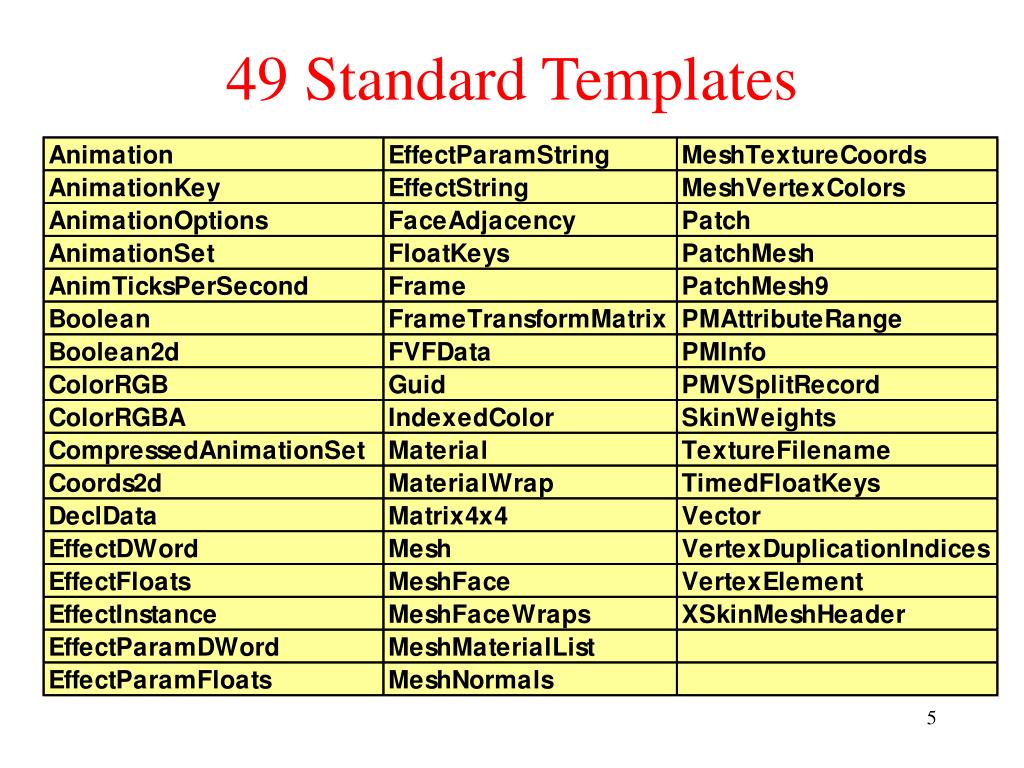 49 Standard Templates
Animation EffectParamString MeshTextureCoords
AnimationKey EffectString MeshVertexColors
AnimationOptions FaceAdjacency Patch
AnimationSet FloatKeys PatchMesh
AnimTicksPerSecond Frame PatchMesh9
Boolean FrameTransformMatrix PMAttributeRange
Boolean2d FVFData PMInfo
ColorRGB Guid PMVSplitRecord
ColorRGBA IndexedColor SkinWeights
CompressedAnimationSet Material TextureFilename
Coords2d MaterialWrap TimedFloatKeys
DeclData Matrix4x4 Vector
EffectDWord Mesh VertexDuplicationIndices
EffectFloats MeshFace VertexElement
EffectInstance MeshFaceWraps XSkinMeshHeader
EffectParamDWord MeshMaterialList
EffectParamFloats MeshNormals
5